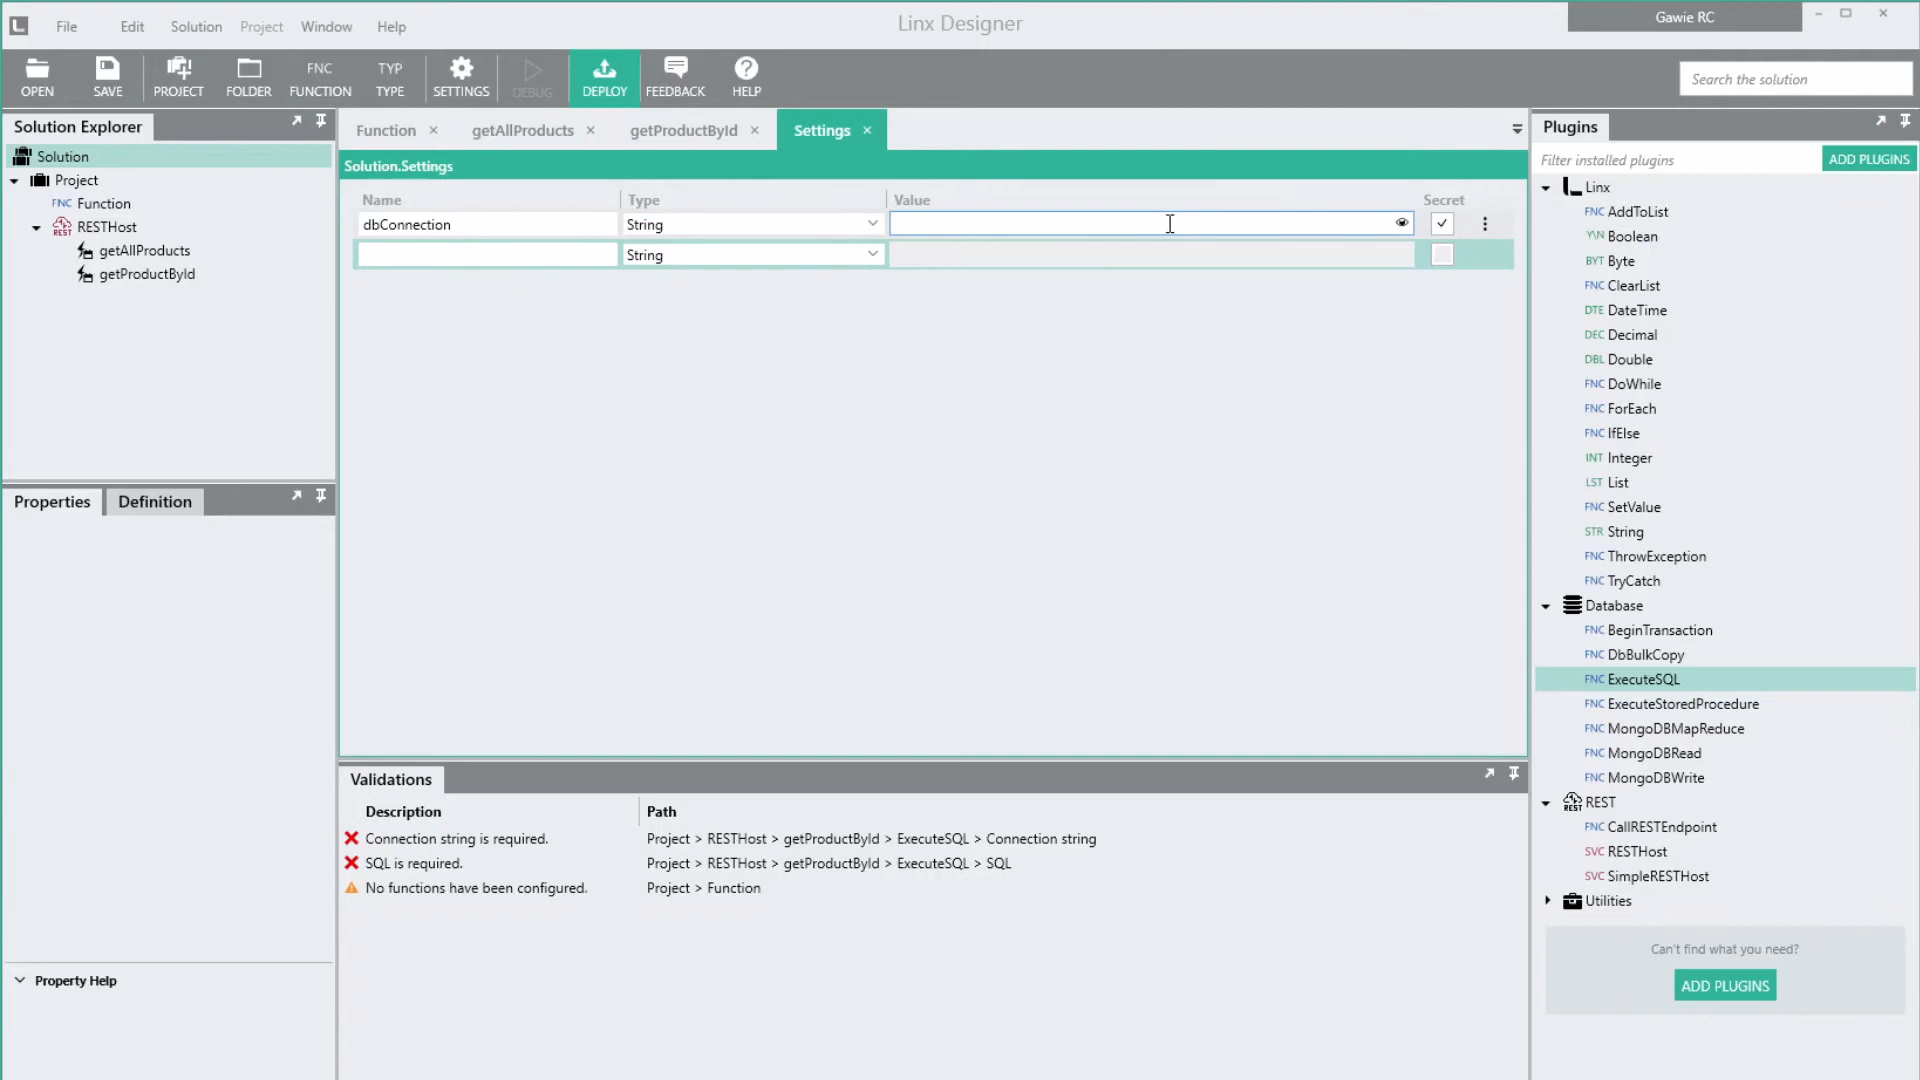 File Edit Solution Project Window Help
Linx Designer
Gawie RC
OPEN SAVE PROJECT FOLDER FNC FUNCTION TYP TYPE SETTINGS DEBUG DEPLOY FEEDBACK HELP
Search the solution
Solution Explorer
Solution
Project
FNC Function
REST RESTHost
getAllProducts
getProductById
Properties Definition
Property Help
Function getAllProducts getProductById Settings
Solution.Settings
Name Type Value Secret
dbConnection String
String
Validations
Description Path
Connection string is required. Project > RESTHost > getProductById > ExecuteSQL > Connection string
SQL is required. Project > RESTHost > getProductById > ExecuteSQL > SQL
No functions have been configured. Project > Function
Plugins
Filter installed plugins ADD PLUGINS
Linx
FNC AddToList
Y\N Boolean
BYT Byte
FNC ClearList
DTE DateTime
DEC Decimal
DBL Double
FNC DoWhile
FNC ForEach
FNC IfElse
INT Integer
LST List
FNC SetValue
STR String
FNC ThrowException
FNC TryCatch
Database
FNC BeginTransaction
FNC DbBulkCopy
FNC ExecuteSQL
FNC ExecuteStoredProcedure
FNC MongoDBMapReduce
FNC MongoDBRead
FNC MongoDBWrite
REST REST
FNC CallRESTEndpoint
SVC RESTHost
SVC SimpleRESTHost
Utilities
Can't find what you need?
ADD PLUGINS